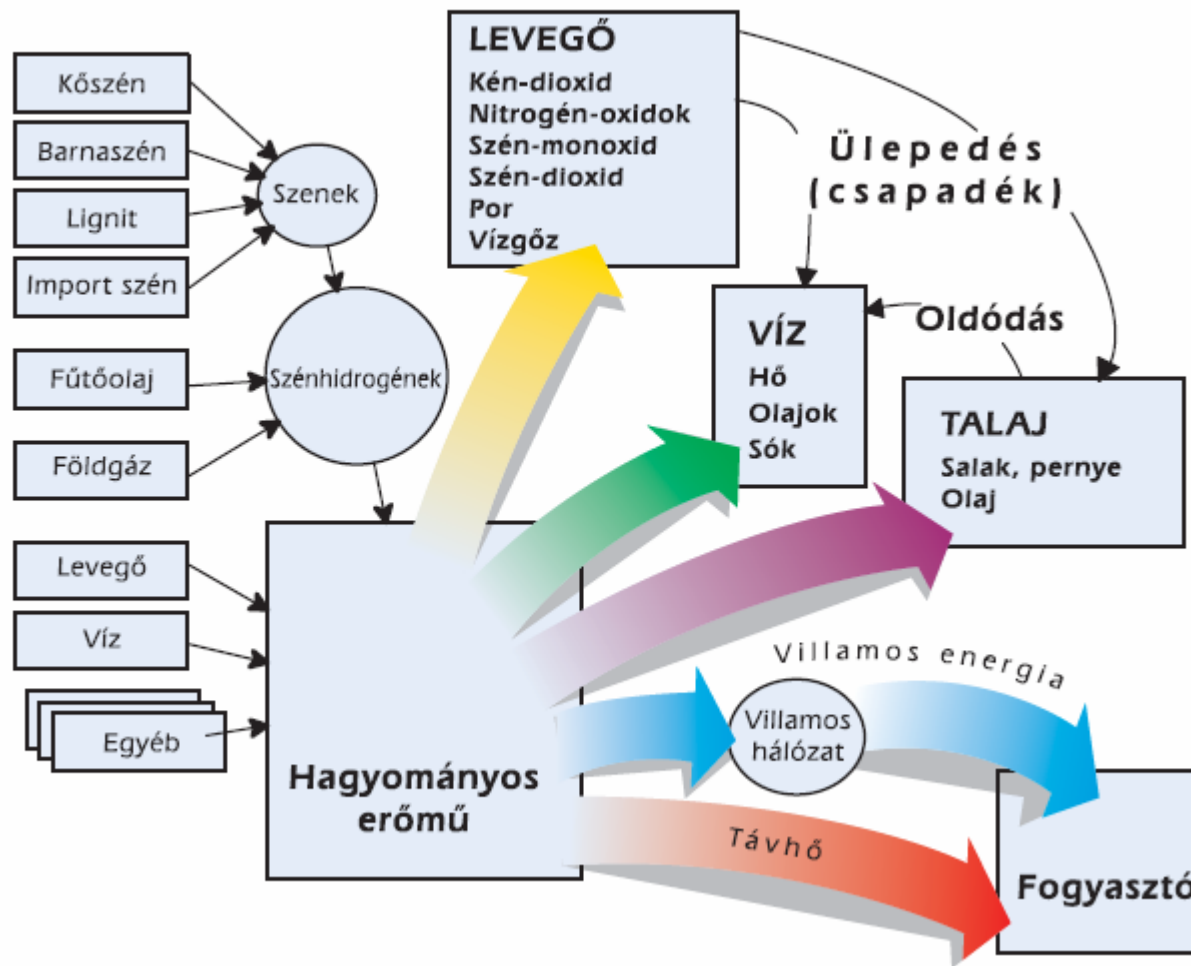 Kőszén
Barnaszén
Lignit
Import szén
Szenek
Fűtőolaj
Földgáz
Szénhidrogének
Levegő
Víz
Egyéb
Hagyományos
erőmű
LEVEGŐ
Kén-dioxid
Nitrogén-oxidok
Szén-monoxid
Szén-dioxid
Por
Vízgőz
Ülepedés
(csapadék)
VÍZ
Hő
Olajok
Sók
Oldódás
TALAJ
Salak, pernye
Olaj
Villamos energia
Villamos
hálózat
Távhő
Fogyasztó